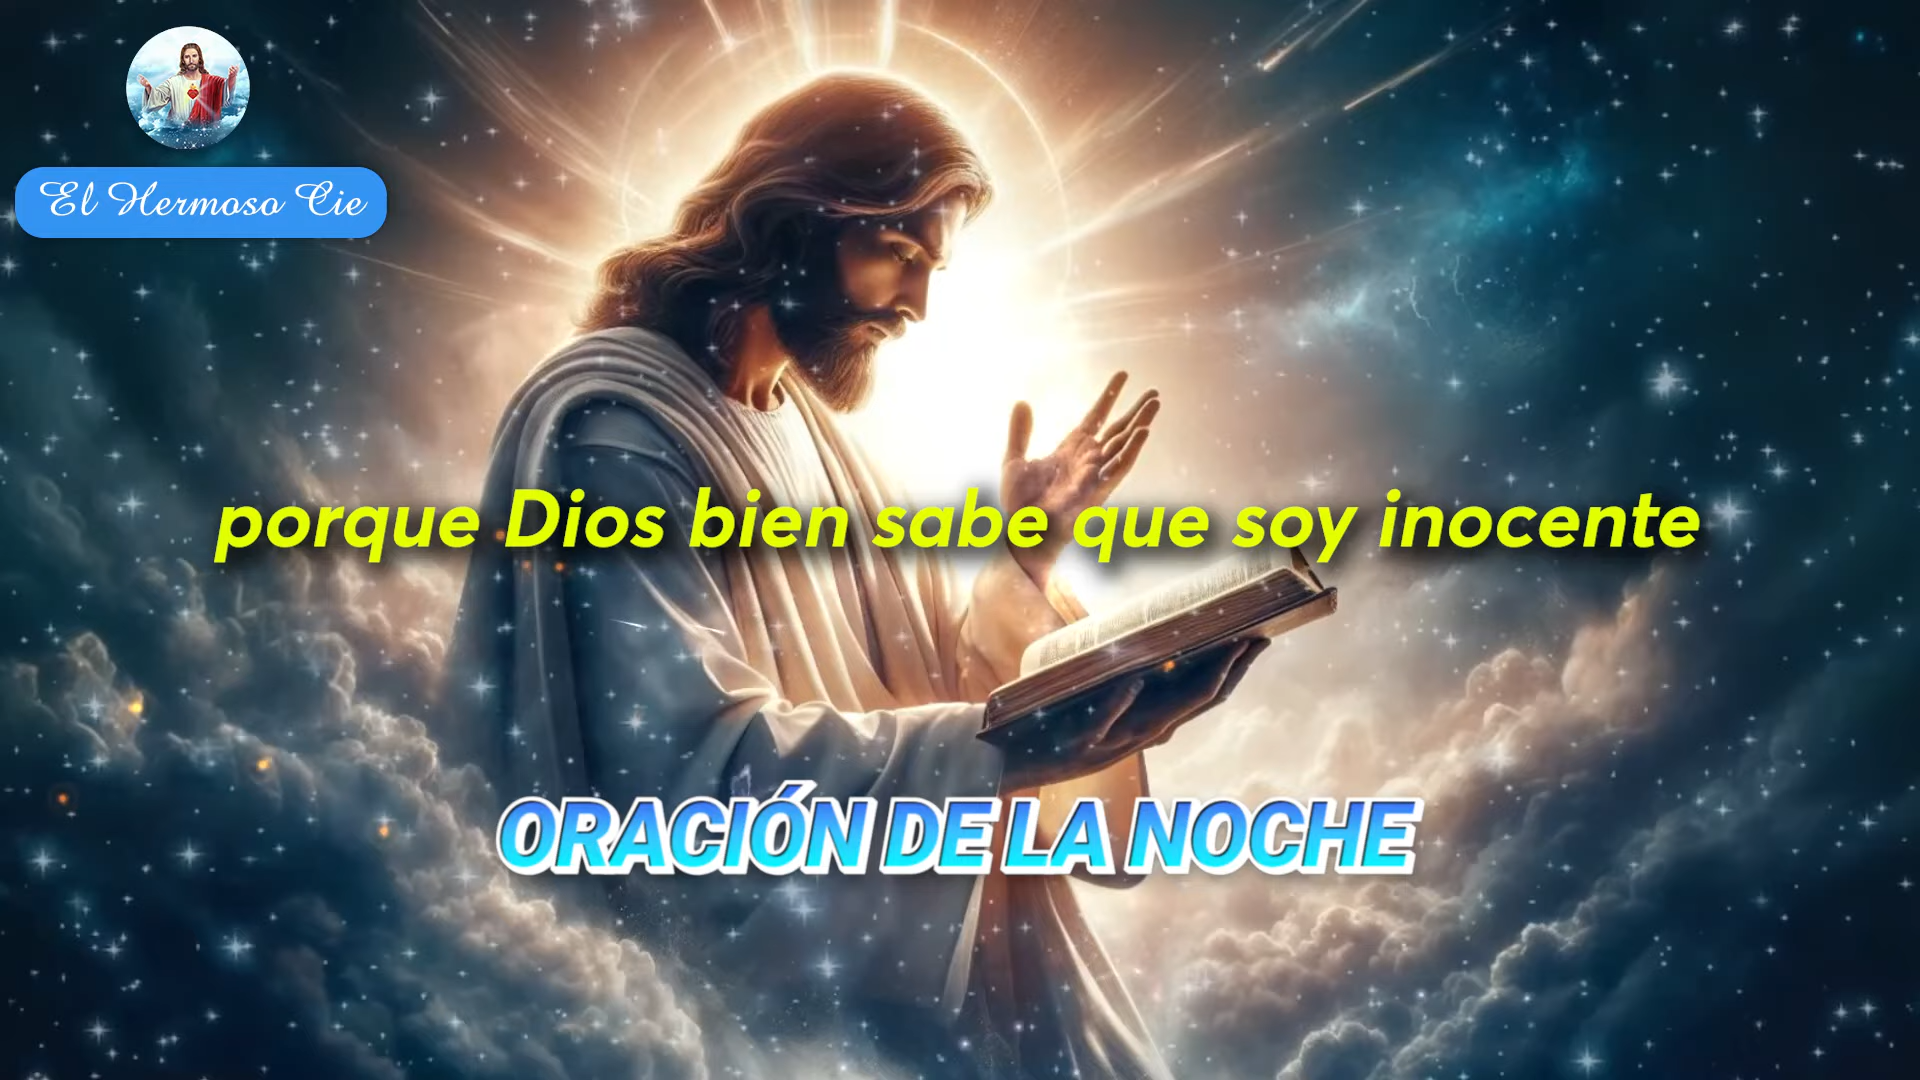 El Hermoso Cie
porque Dios bien sabe que soy inocente
ORACIÓN DE LA NOCHE